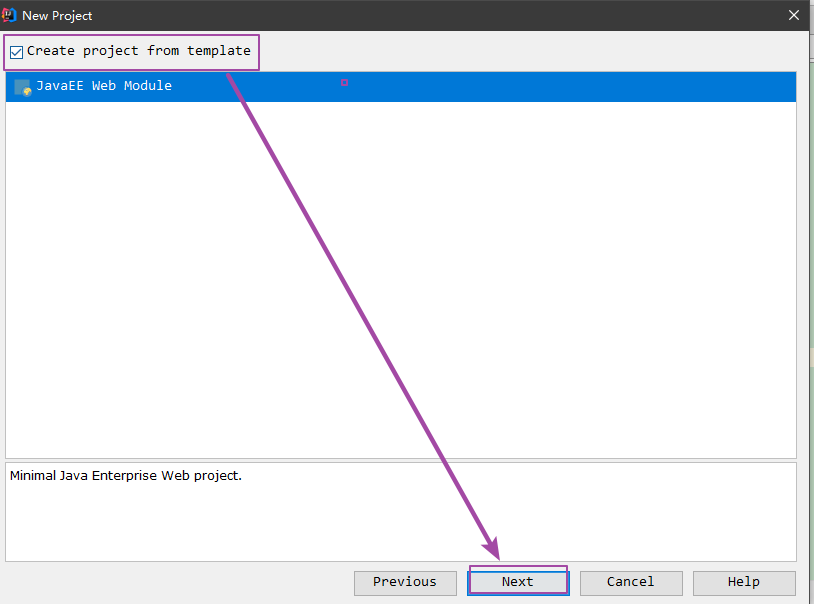 New Project
Create project from template
JavaEE Web Module
Minimal Java Enterprise Web project.
Previous
Next
Cancel
Help